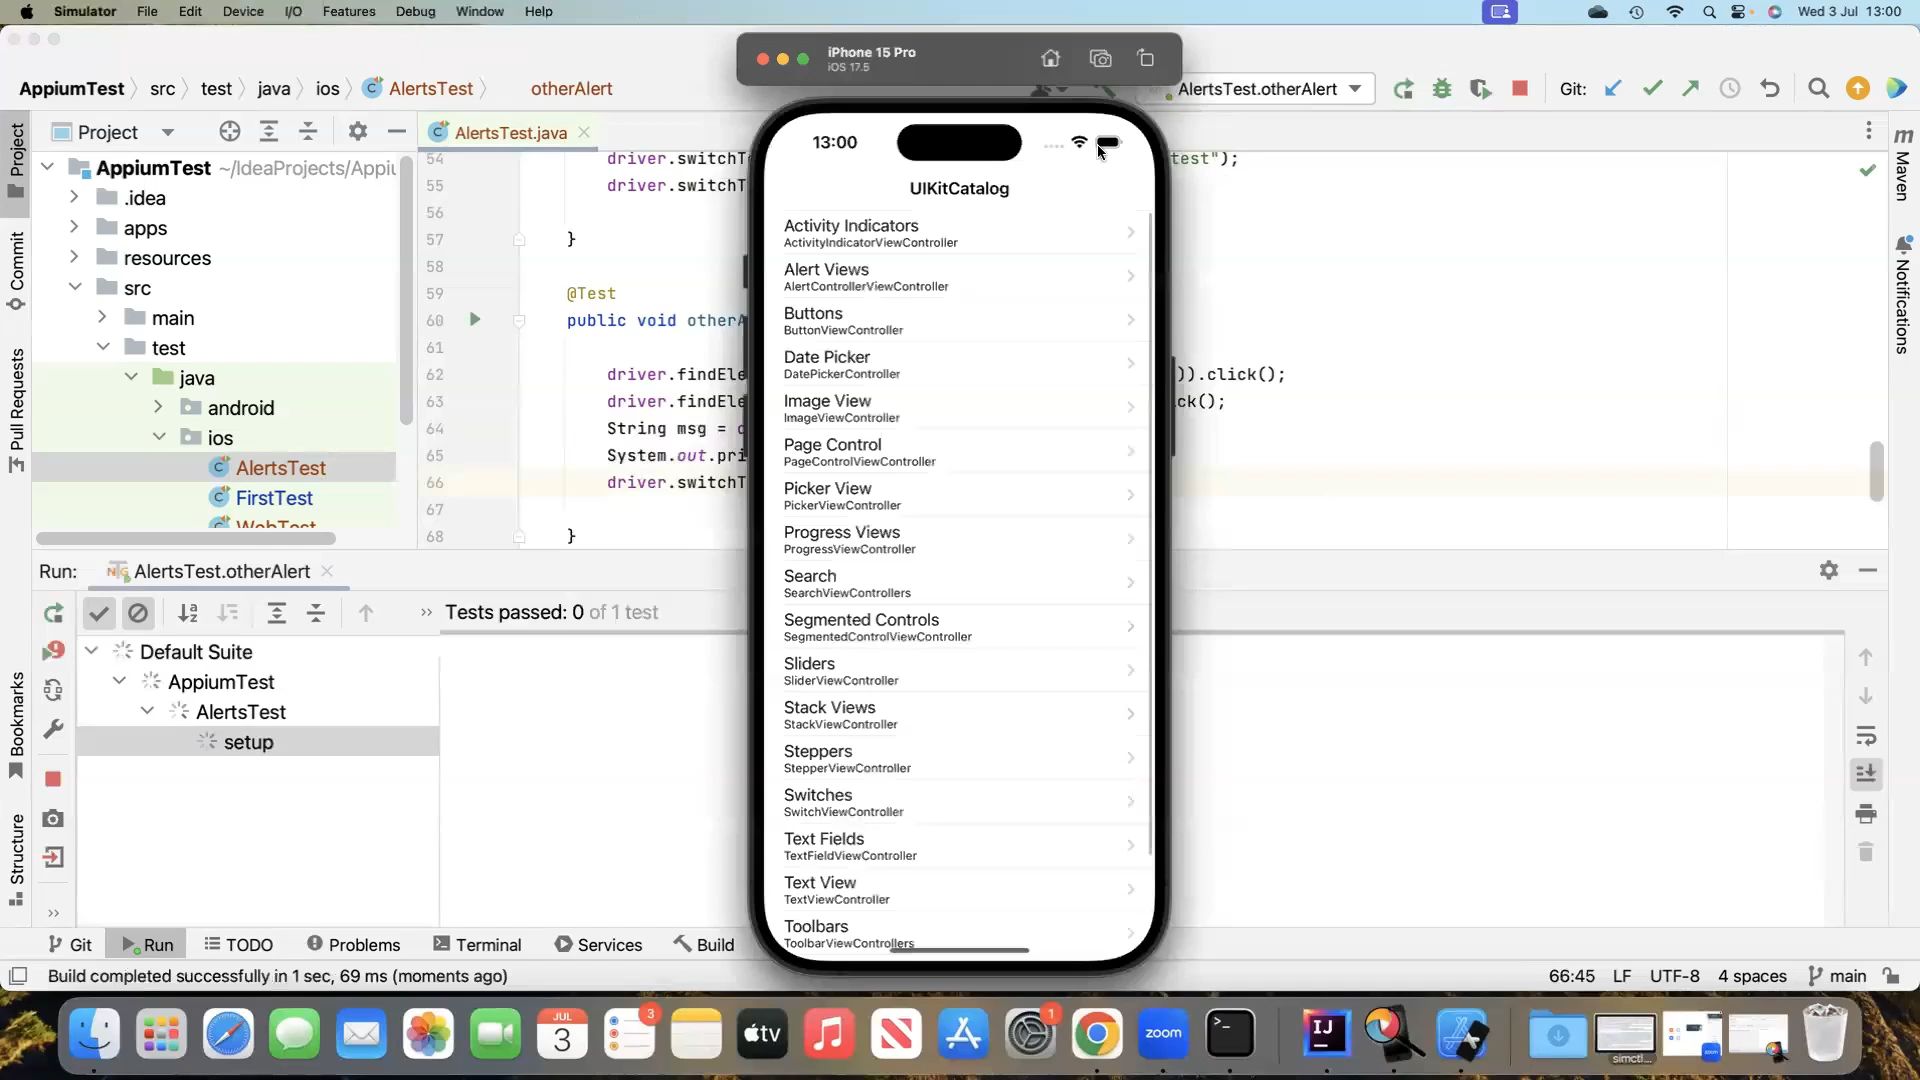 Simulator File Edit Device I/O Features Debug Window Help Wed 3 Jul 13:00
iPhone 15 Pro
iOS 17.5
AppiumTest src test java ios AlertsTest otherAlert AlertsTest.otherAlert Git:
Project AlertsTest.java
AppiumTest ~/IdeaProjects/Appiu
.idea
apps
resources
src
main
test
java
android
ios
AlertsTest
FirstTest
WebTest
Project
Commit
Pull Requests
Bookmarks
Structure
54 driver.switchT test");
55 driver.switchT
56
57 }
58
59 @Test
60 public void otherA
61
62 driver.findEle )).click();
63 driver.findEle ck();
64 String msg = d
65 System.out.pri
66 driver.switchT
67
68 }
13:00
UIKitCatalog
Activity Indicators
ActivityIndicatorViewController
Alert Views
AlertControllerViewController
Buttons
ButtonViewController
Date Picker
DatePickerController
Image View
ImageViewController
Page Control
PageControlViewController
Picker View
PickerViewController
Progress Views
ProgressViewController
Search
SearchViewControllers
Segmented Controls
SegmentedControlViewController
Sliders
SliderViewController
Stack Views
StackViewController
Steppers
StepperViewController
Switches
SwitchViewController
Text Fields
TextFieldViewController
Text View
TextViewController
Toolbars
ToolbarViewControllers
m
Maven
Notifications
Run: AlertsTest.otherAlert
Tests passed: 0 of 1 test
Default Suite
AppiumTest
AlertsTest
setup
Git Run TODO Problems Terminal Services Build
Build completed successfully in 1 sec, 69 ms (moments ago) 66:45 LF UTF-8 4 spaces main
JUL
3
3
tv
1
zoom
IJ
simctl...